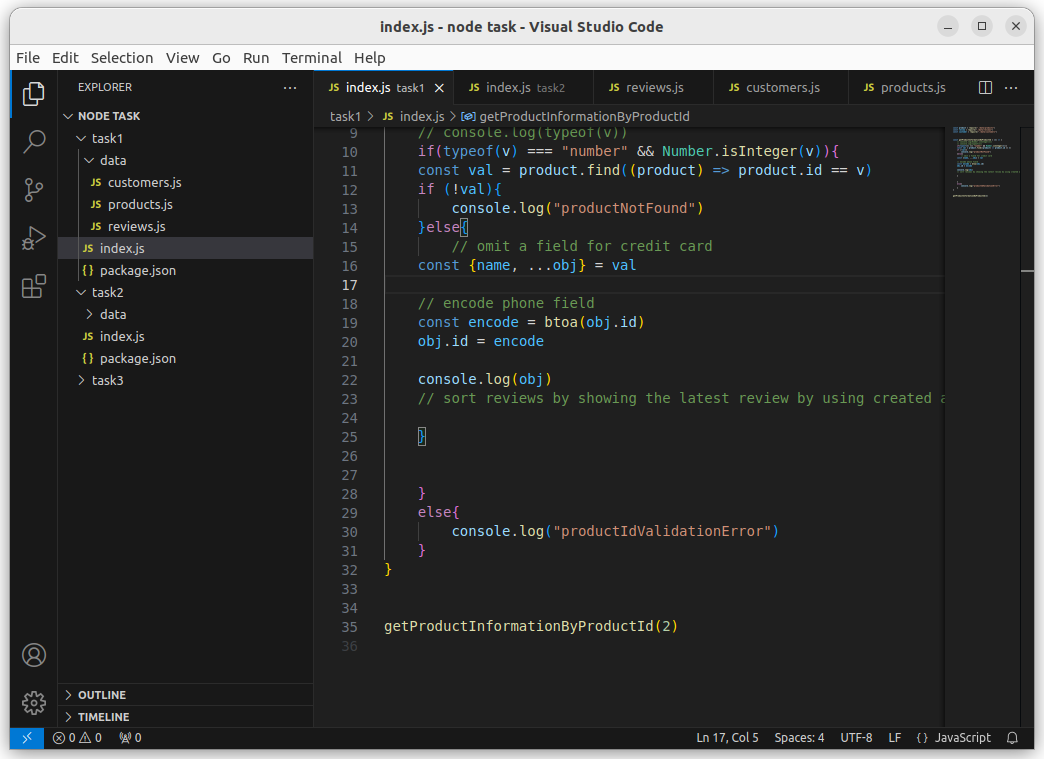 index.js - node task - Visual Studio Code
File Edit Selection View Go Run Terminal Help
EXPLORER
NODE TASK
task1
data
customers.js
products.js
reviews.js
index.js
package.json
task2
data
index.js
package.json
task3
OUTLINE
TIMELINE
JS index.js task1
JS index.js task2
JS reviews.js
JS customers.js
JS products.js
task1 > JS index.js > getProductInformationByProductId
9 // console.log(typeof(v))
10 if(typeof(v) === "number" && Number.isInteger(v)){
11 const val = product.find((product) => product.id == v)
12 if (!val){
13 console.log("productNotFound")
14 }else{
15 // omit a field for credit card
16 const {name, ...obj} = val
17
18 // encode phone field
19 const encode = btoa(obj.id)
20 obj.id = encode
21
22 console.log(obj)
23 // sort reviews by showing the latest review by using created a
24
25 }
26
27
28 }
29 else{
30 console.log("productIdValidationError")
31 }
32 }
33
34
35 getProductInformationByProductId(2)
36
0 0 0
Ln 17, Col 5 Spaces: 4 UTF-8 LF {} JavaScript